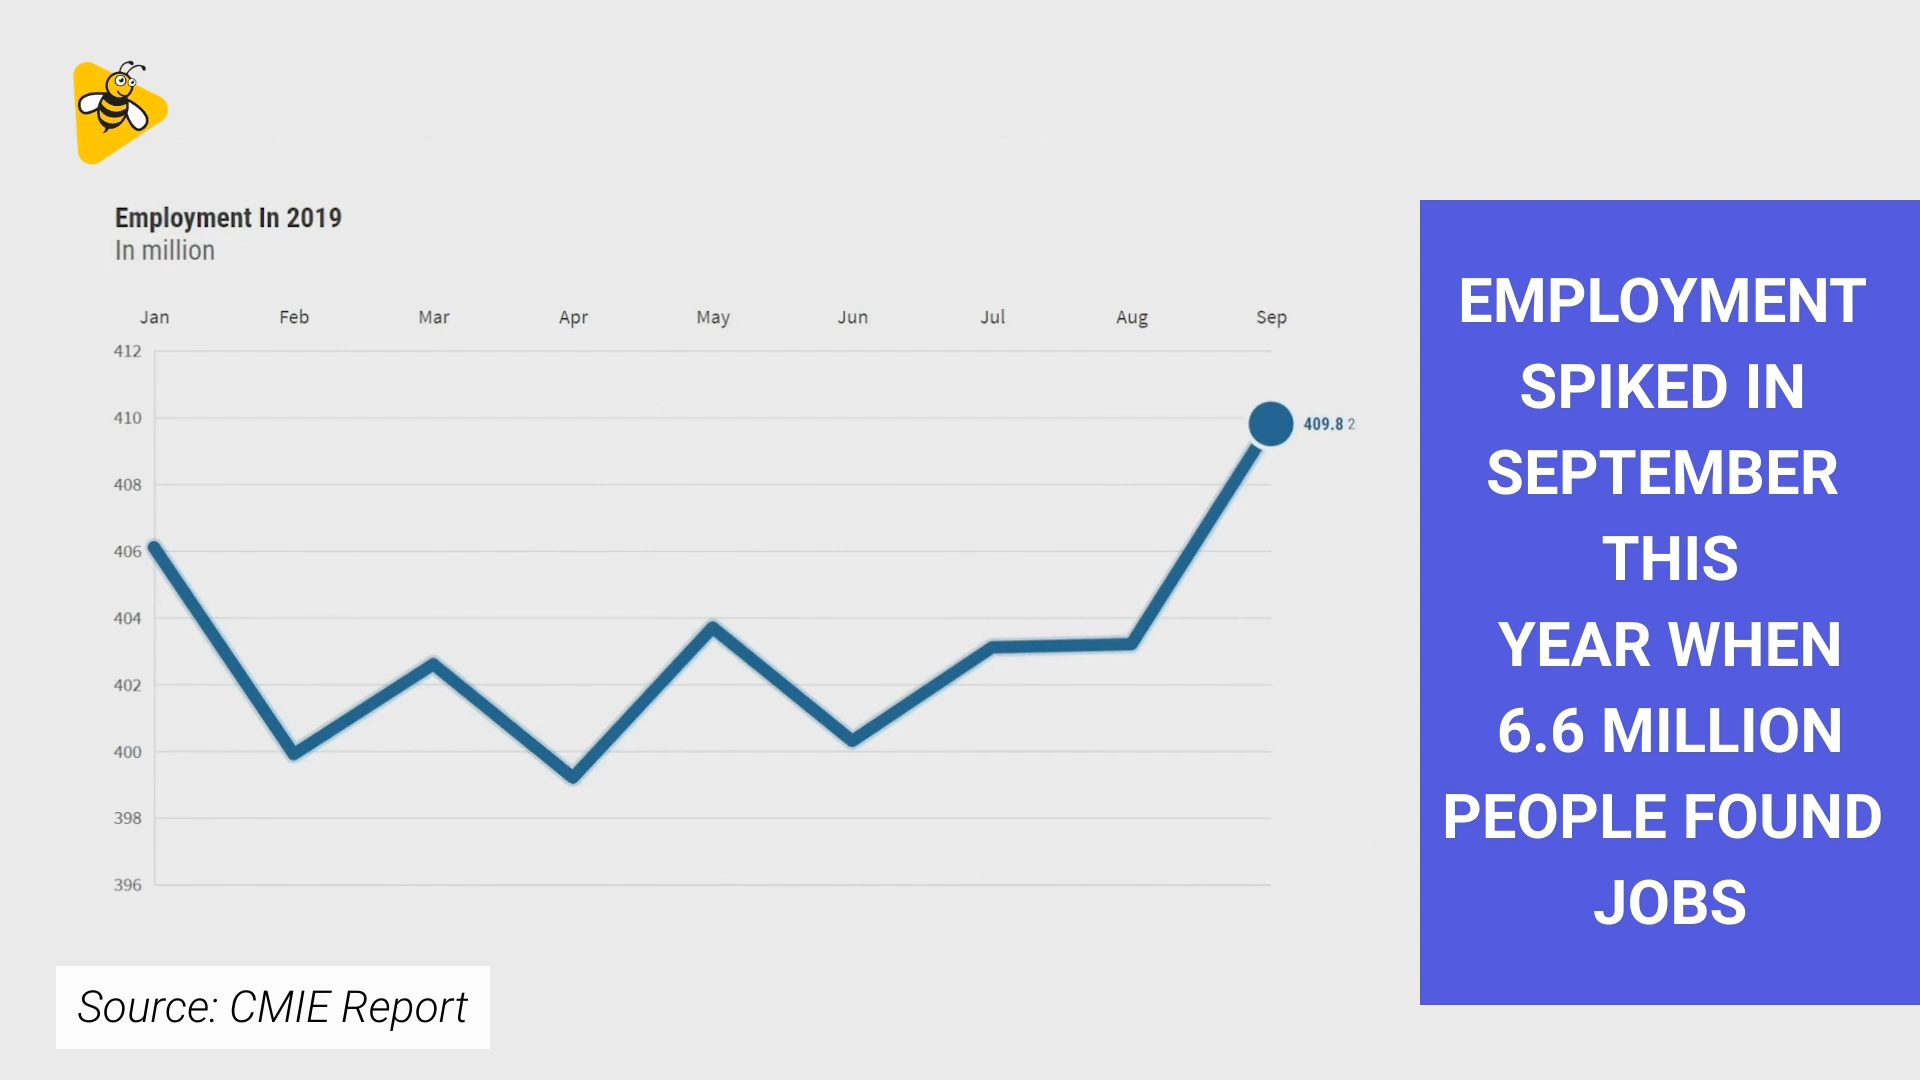 Employment In 2019
In million
Jan Feb Mar Apr May Jun Jul Aug Sep
412
410
409.8 2
408
406
404
402
400
398
396
EMPLOYMENT
SPIKED IN
SEPTEMBER
THIS
YEAR WHEN
6.6 MILLION
PEOPLE FOUND
JOBS
Source: CMIE Report